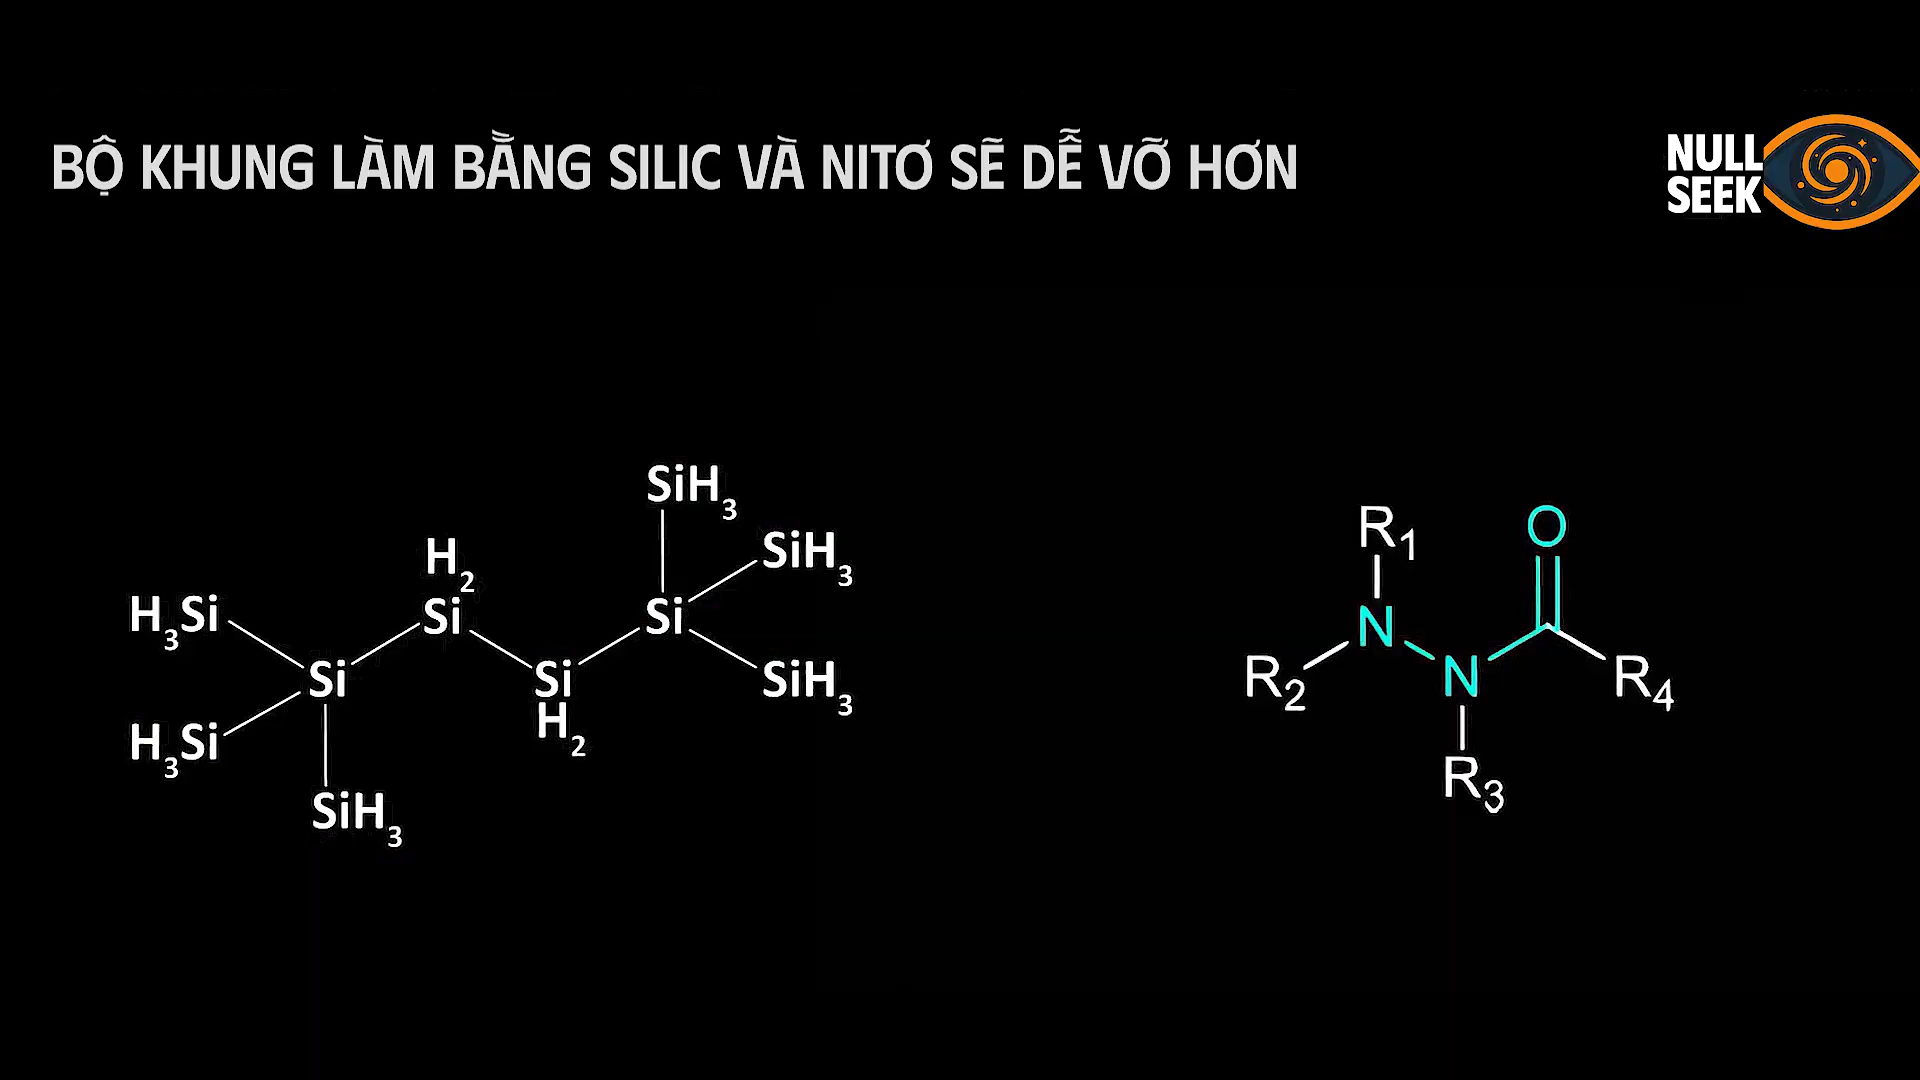 BỘ KHUNG LÀM BẰNG SILIC VÀ NITƠ SẼ DỄ VỠ HƠN
NULL
SEEK
SiH3
H2
SiH3
H3Si
Si
Si
Si
Si
H2
SiH3
H3Si
SiH3
R1
O
N
N
R2
R4
R3